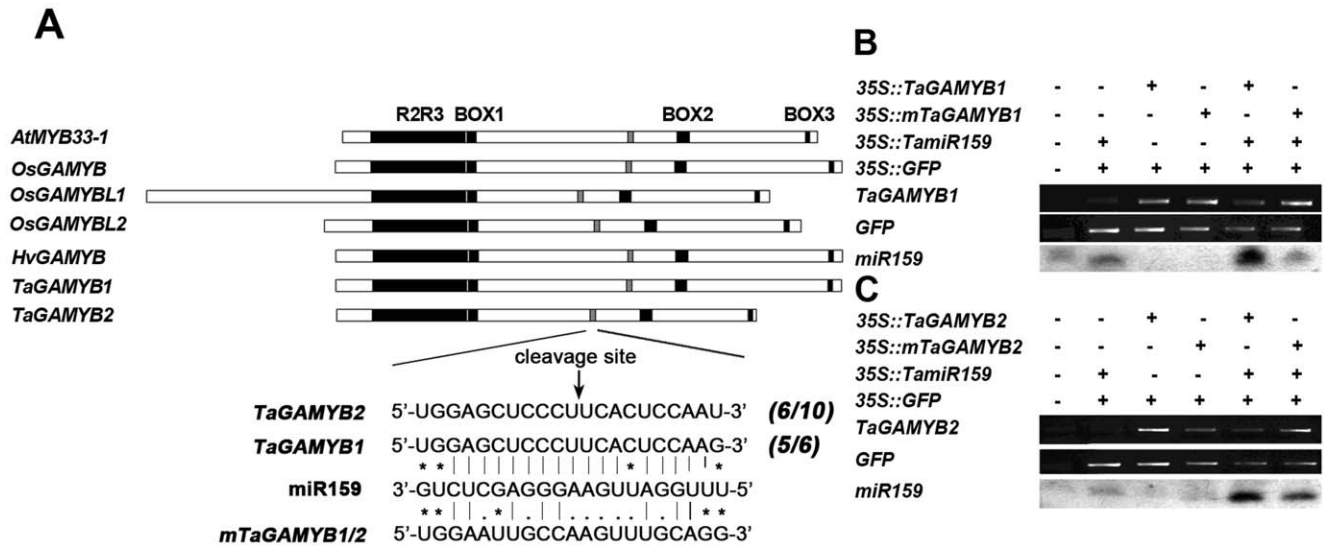 A
R2R3 BOX1 BOX2 BOX3
AtMYB33-1
OsGAMYB
OsGAMYBL1
OsGAMYBL2
HvGAMYB
TaGAMYB1
TaGAMYB2
cleavage site
TaGAMYB2 5'-UGGAGCUCCCUUCACUCCAAU-3' (6/10)
TaGAMYB1 5'-UGGAGCUCCCUUCACUCCAAG-3' (5/6)
* * | | | | | | | | | | | * | | | | *
miR159 3'-GUCUCGAGGGAAGUUAGGUUU-5'
* * | | . * . | | . . . . . | | . | * *
mTaGAMYB1/2 5'-UGGAAUUGCCAAGUUUGCAGG-3'
B
35S::TaGAMYB1 - - + - + -
35S::mTaGAMYB1 - - - + - +
35S::TamiR159 - + - - + +
35S::GFP - + + + + +
TaGAMYB1
GFP
miR159
C
35S::TaGAMYB2 - - + - + -
35S::mTaGAMYB2 - - - + - +
35S::TamiR159 - + - - + +
35S::GFP - + + + + +
TaGAMYB2
GFP
miR159